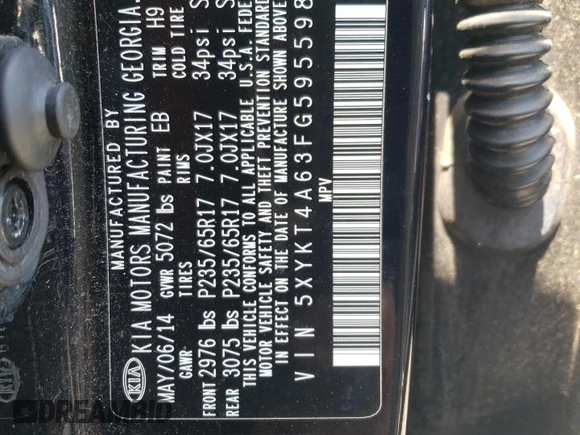 KIA
MANUFACTURED BY
KIA MOTORS MANUFACTURING GEORGIA.
MAY/06/14 GVWR 5072 lbs PAINT EB TRIM H9
GAWR TIRES RIMS COLD TIRE
FRONT 2976 lbs P235/65R17 7.0JX17 34psi S
REAR 3075 lbs P235/65R17 7.0JX17 34psi S
THIS VEHICLE CONFORMS TO ALL APPLICABLE U.S.A. FEDE
MOTOR VEHICLE SAFETY AND THEFT PREVENTION STANDARD
IN EFFECT ON THE DATE OF MANUFACTURE SHOWN ABOVE
VIN 5XYKT4A63FG595598
MPV
DREAMBID